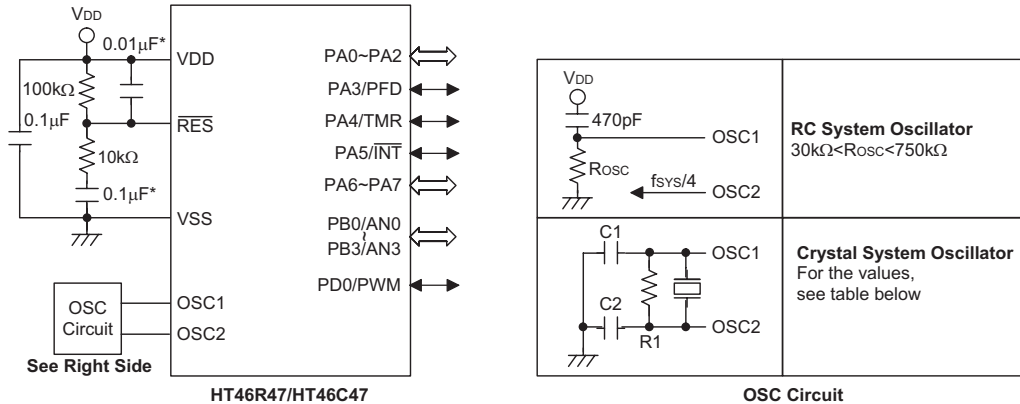 VDD
0.01μF*
VDD
100kΩ
0.1μF
RES
10kΩ
0.1μF*
VSS
OSC
Circuit
OSC1
OSC2
See Right Side
PA0~PA2
PA3/PFD
PA4/TMR
PA5/INT
PA6~PA7
PB0/AN0
~
PB3/AN3
PD0/PWM
HT46R47/HT46C47
VDD
470pF
OSC1
ROSC
fSYS/4
OSC2
RC System Oscillator
30kΩ<ROSC<750kΩ
C1
OSC1
C2
OSC2
R1
Crystal System Oscillator
For the values,
see table below
OSC Circuit